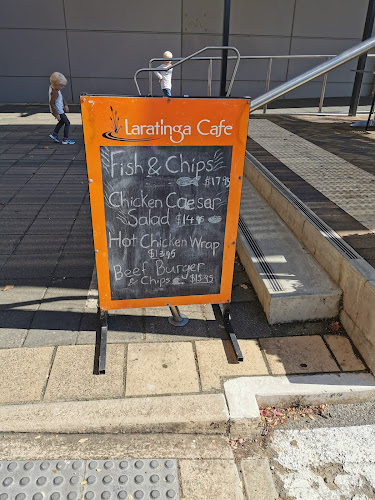 Laratinga Cafe
Fish & Chips
$17.95
Chicken Caesar
Salad $14.95
Hot Chicken Wrap
$13.95
Beef Burger
& Chips $15.95